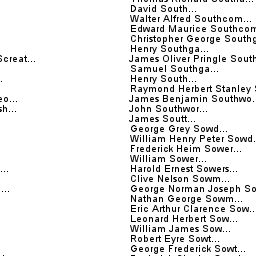 David South...
Walter Alfred Southcom...
Edward Maurice Southcom
Christopher George Southg
Henry Southga...
Screat...
James Oliver Pringle South
Samuel Southga...
Henry South...
Raymond Herbert Stanley
eo...
James Benjamin Southwo.
sh...
John Southwor...
James Soutt...
George Grey Sowd...
William Henry Peter Sowd.
Frederick Heim Sower...
William Sower...
Harold Ernest Sowers...
Clive Nelson Sowm...
George Norman Joseph So
Nathan George Sowm...
Eric Arthur Clarence Sow..
Leonard Herbert Sow...
William James Sow...
Robert Eyre Sowt...
George Frederick Sowt...